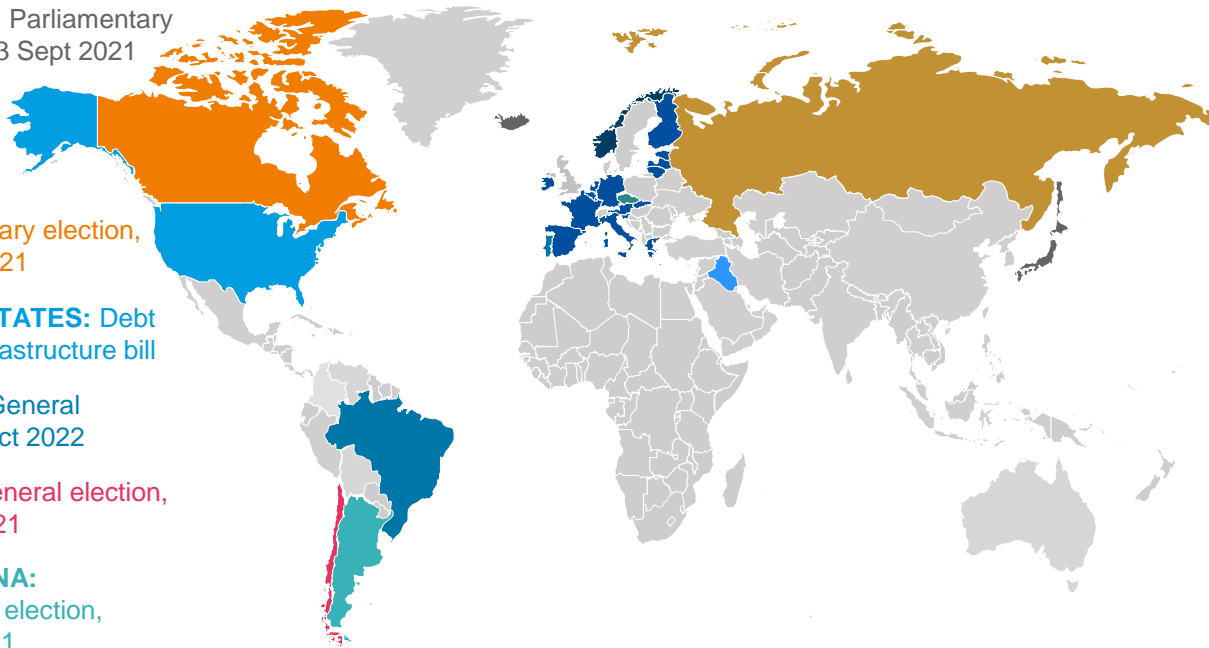 Parliamentary
3 Sept 2021
ary election,
21
TATES: Debt
astructure bill
General
ct 2022
eneral election,
21
NA:
election,
1